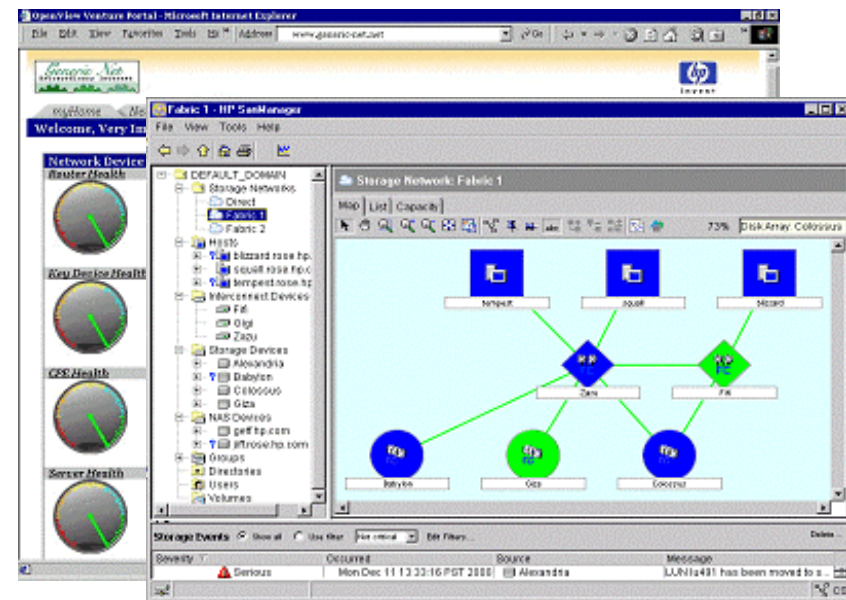 OpenView Venture Portal - Microsoft Internet Explorer
File Edit View Favorites Tools Address www.genericnet.net Go
Generic Net
hp
invent
myHome
Welcome, Very Im
Network Device
Router Health
Key Device Health
CPE Health
Server Health
Fabric 1 - HP SanManager
File View Tools Help
DEFAULT_DOMAIN
Storage Networks
Direct
Fabric 1
Fabric 2
Hosts
blizzard.rose.hp.
squall.rose.hp.c
tempest.rose.hp
Interconnect Devices
Fifi
Gigi
Zazu
Storage Devices
Alexandria
Babylon
Colossus
Giza
NAS Devices
hp.com
rose.hp.com
Groups
Directories
Users
Volumes
Storage Network: Fabric 1
Map List Capacity
abc 73% Disk Array: Colossus
tempest
squall
blizzard
Zazu
Fifi
Babylon
Giza
Colossus
Storage Events Show all Use filter Not critical Edit Filters... Delete...
Severity Occurred Source Message
Serious Mon Dec 11 13:33:16 PST 2000 Alexandria has been moved to s...